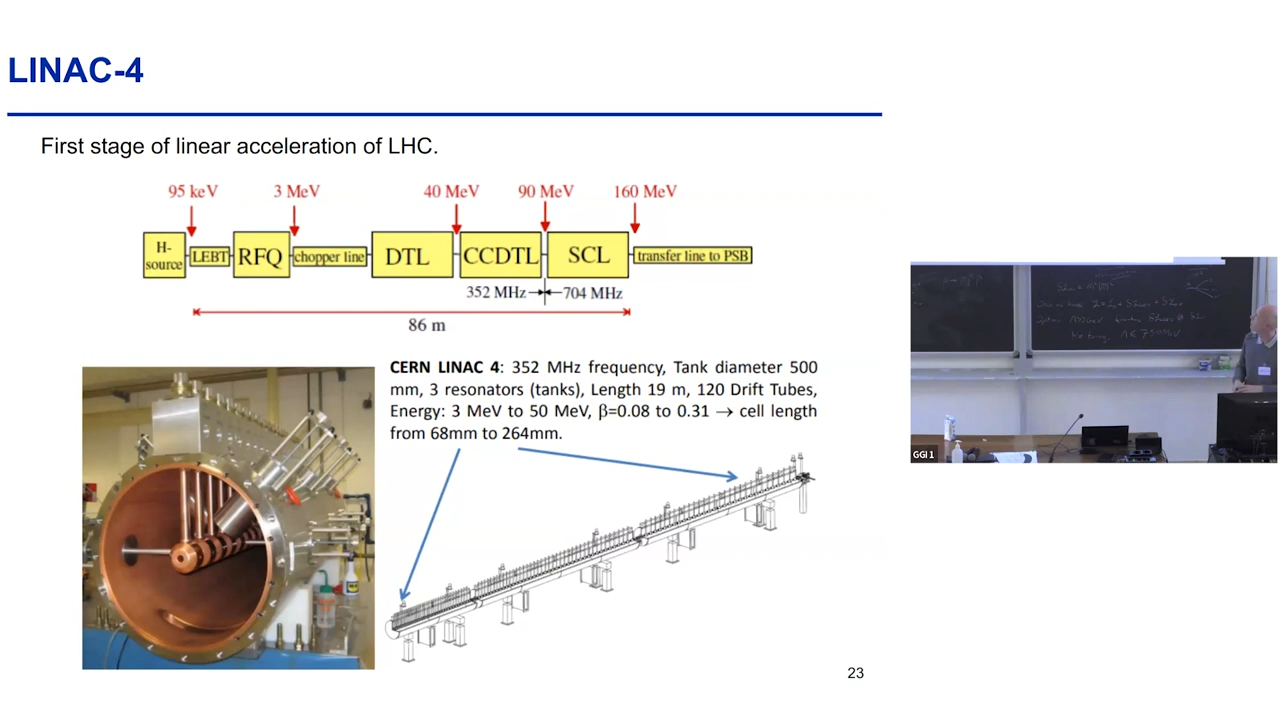 LINAC-4
First stage of linear acceleration of LHC.
95 keV 3 MeV 40 MeV 90 MeV 160 MeV
H-
source
LEBT
RFQ
chopper line
DTL
CCDTL
SCL
transfer line to PSB
352 MHz 704 MHz
86 m
CERN LINAC 4: 352 MHz frequency, Tank diameter 500
mm, 3 resonators (tanks), Length 19 m, 120 Drift Tubes,
Energy: 3 MeV to 50 MeV, β=0.08 to 0.31 → cell length
from 68mm to 264mm.
23
GGI 1